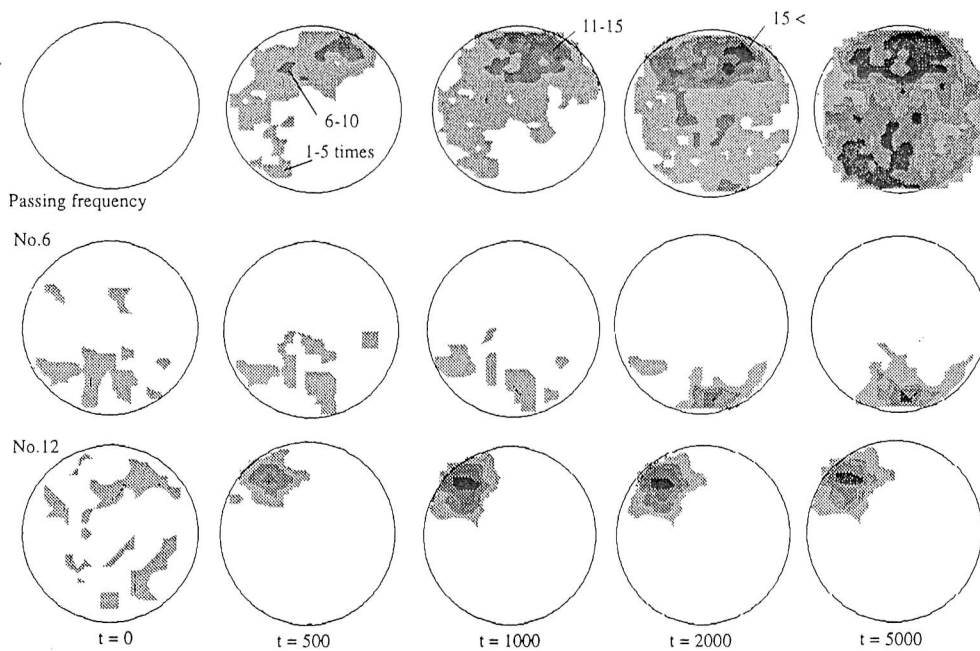 11-15
15 <
6-10
1-5 times
Passing frequency
No.6
No.12
t = 0
t = 500
t = 1000
t = 2000
t = 5000